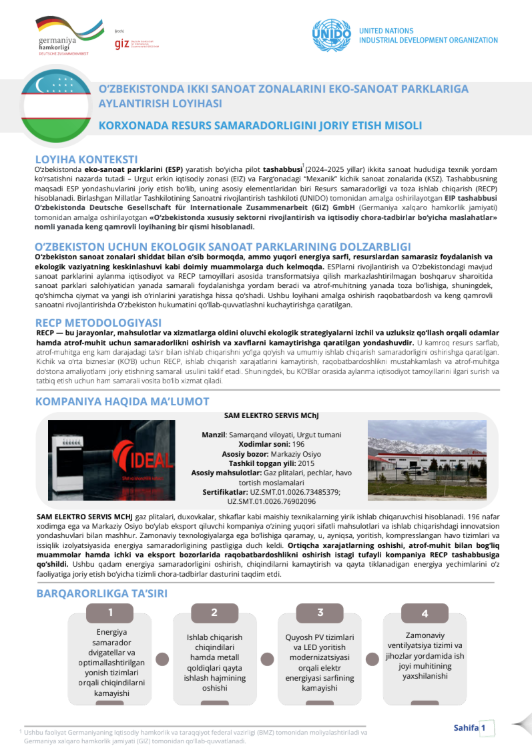 germaniya
hamkorligi
DEUTSCHE ZUSAMMENARBEIT
giz
UNIDO
UNITED NATIONS
INDUSTRIAL DEVELOPMENT ORGANIZATION
O‘ZBEKISTONDA IKKI SANOAT ZONALARINI EKO-SANOAT PARKLARIGA
AYLANTIRISH LOYIHASI
KORXONADA RESURS SAMARADORLIGINI JORIY ETISH MISOLI
LOYIHA KONTEKSTI
O‘zbekistonda eko-sanoat parklarini (ESP) yaratish bo‘yicha pilot tashabbusi¹(2024–2025 yillar) ikkita sanoat hududiga texnik yordam
ko‘rsatishni nazarda tutadi – Urgut erkin iqtisodiy zonasi (EIZ) va Farg‘onadagi “Mexanik” kichik sanoat zonalarida (KSZ). Tashabbusning
maqsadi ESP yondashuvlarini joriy etish bo‘lib, uning asosiy elementlaridan biri Resurs samaradorligi va toza ishlab chiqarish (RECP)
hisoblanadi. Birlashgan Millatlar Tashkilotining Sanoatni rivojlantirish tashkiloti (UNIDO) tomonidan amalga oshirilayotgan EIP tashabbusi
O‘zbekistonda Deutsche Gesellschaft für Internationale Zusammenarbeit (GIZ) GmbH (Germaniya xalqaro hamkorlik jamiyati)
tomonidan amalga oshirilayotgan «O‘zbekistonda xususiy sektorni rivojlantirish va iqtisodiy chora-tadbirlar bo‘yicha maslahatlar»
nomli yanada keng qamrovli loyihaning bir qismi hisoblanadi.
O‘ZBEKISTON UCHUN EKOLOGIK SANOAT PARKLARINING DOLZARBLIGI
O‘zbekiston sanoati shiddat bilan o‘sib bormoqda, ammo yuqori energiya sarfi, resurslardan samarasiz foydalanish va
ekologik vaziyatning keskinlashuvi kabi doimiy muammolarga duch kelmoqda. ESPlarni rivojlantirish va O‘zbekistondagi mavjud
sanoat parklarini aylanma iqtisodiyot va RECP tamoyillari asosida transformatsiya qilish markazlashtirilmagan boshqaruv sharoitida
sanoat parklari salohiyatidan yanada samarali foydalanishga yordam beradi va atrof-muhitning yanada toza bo‘lishiga, shuningdek,
qo‘shimcha qiymat va yangi ish o‘rinlarini yaratishga hissa qo‘shadi. Ushbu loyihani amalga oshirish raqobatbardosh va keng qamrovli
sanoatni rivojlantirishda O‘zbekiston hukumatini qo‘llab-quvvatlashni kuchaytirishga qaratilgan.
RECP METODOLOGIYASI
RECP — bu jarayonlar, mahsulotlar va xizmatlarga oldini oluvchi ekologik strategiyalarni izchil va uzluksiz qo‘llash orqali odamlar
hamda atrof-muhit uchun samaradorlikni oshirish va xavflarni kamaytirishga qaratilgan yondashuvdir. U kamroq resurs sarflab,
atrof-muhitga eng kam darajadagi ta’sir bilan ishlab chiqarishni yo‘lga qo‘yish va umumiy ishlab chiqarish samaradorligini oshirishga qaratilgan.
Kichik va o‘rta biznеslar (KO‘B) uchun RECP, ishlab chiqarish xarajatlarini kamaytirish, raqobatbardoshlikni mustahkamlash va atrof-muhitga
do‘stona amaliyotlarni joriy etishning samarali usulini taklif etadi. Shuningdek, bu KO‘Blar orasida aylanma iqtisodiyot tamoyillarini ilgari surish va
tatbiq etish uchun ham samarali vosita bo‘lib xizmat qiladi.
KOMPANIYA HAQIDA MA’LUMOT
SAM ELEKTRO SERVIS MChJ
IDEAL
Manzil: Samarqand viloyati, Urgut tumani
Xodimlar soni: 196
Asosiy bozor: Markaziy Osiyo
Tashkil topgan yili: 2015
Asosiy mahsulotlar: Gaz plitalari, pechlar, havo
tortish moslamalari
Sertifikatlar: UZ.SMT.01.0026.73485379;
UZ.SMT.01.0026.76902096
SAM ELEKTRO SERVIS MChJ gaz plitalari, duxovkalar, shkaflar kabi maishiy texnikalarning yirik ishlab chiqaruvchisi hisoblanadi. 196 nafar
xodimga ega va Markaziy Osiyo bo‘ylab eksport qiluvchi kompaniya o‘zining yuqori sifatli mahsulotlari va ishlab chiqarishdagi innovatsion
yondashuvlari bilan mashhur. Zamonaviy texnologiyalarga ega bo‘lishiga qaramay, u, ayniqsa, yoritish, kompresslangan havo tizimlari va
issiqlik izolyatsiyasida energiya samaradorligining pastligiga duch keldi. Ortiqcha xarajatlarning oshishi, atrof-muhit bilan bog‘liq
muammolar hamda ichki va eksport bozorlarida raqobatbardoshlikni oshirish istagi tufayli kompaniya RECP tashabbusiga
qo‘shildi. Ushbu qadam energiya samaradorligini oshirish, chiqindilarni kamaytirish va qayta tiklanadigan energiya yechimlarini o‘z
faoliyatiga joriy etish bo‘yicha tizimli chora-tadbirlar dasturini taqdim etdi.
BARQARORLIKGA TA’SIRI
1
Energiya
samarador
dvigatellar va
optimallashtirilgan
yonish tizimlari
orqali chiqindilarni
kamayishi
2
Ishlab chiqarish
chiqindilari
hamda metall
qoldiqlari qayta
ishlash hajmining
oshishi
3
Quyosh PV tizimlari
va LED yoritish
modernizatsiyasi
orqali elektr
energiyasi sarfining
kamayishi
4
Zamonaviy
ventilyatsiya tizimi va
jihozlar yordamida ish
joyi muhitining
yaxshilanishi
¹ Ushbu faoliyat Germaniyaning iqtisodiy hamkorlik va taraqqiyot federal vazirligi (BMZ) tomonidan moliyalashtiriladi va
Germaniya xalqaro hamkorlik jamiyati (GIZ) tomonidan qo‘llab-quvvatlanadi.
Sahifa 1